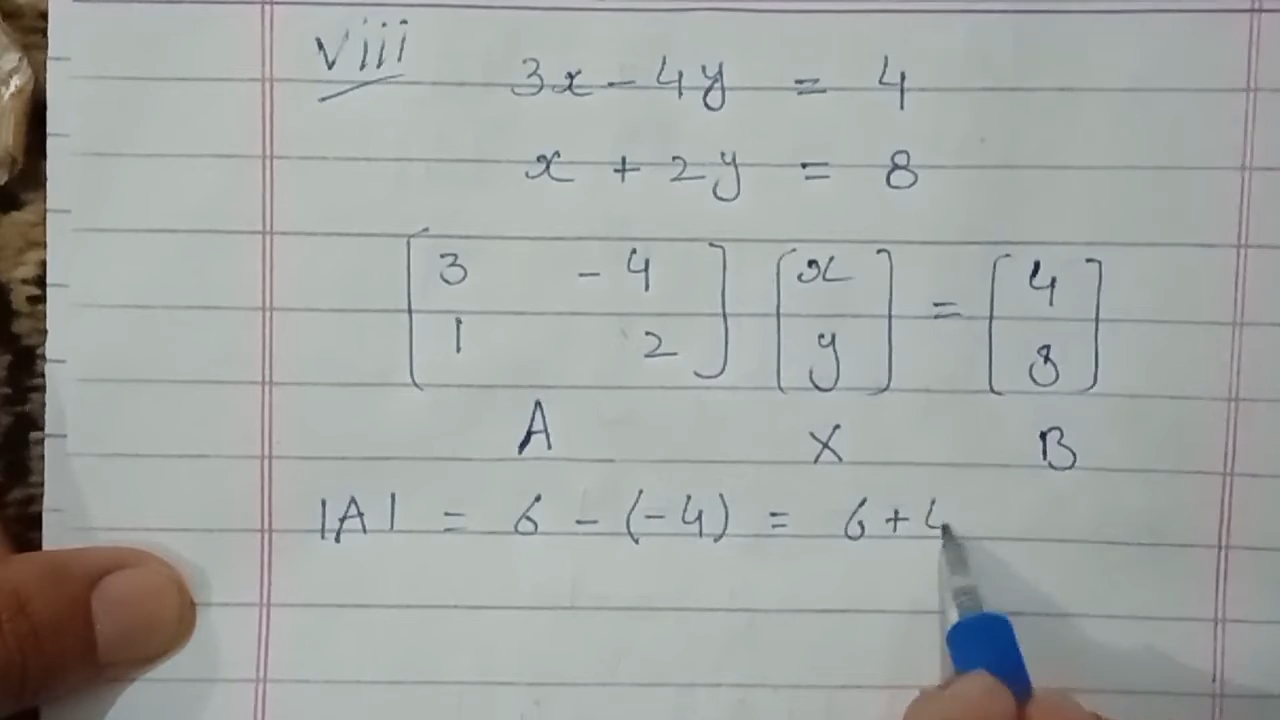 viii
3x - 4y = 4
x + 2y = 8
[3 -4] [x] = [4]
[1 2] [y] [8]
A X B
|A| = 6 - (-4) = 6 + 4